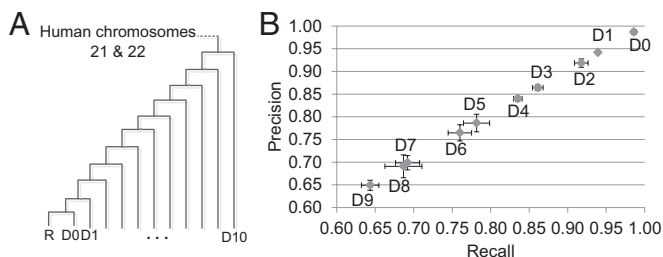 A
Human chromosomes
21 & 22
R D0 D1 ... D10
B
Precision
1.00
0.95
0.90
0.85
0.80
0.75
0.70
0.65
0.60
D1
D0
D2
D3
D4
D5
D6
D7
D8
D9
0.60 0.65 0.70 0.75 0.80 0.85 0.90 0.95 1.00
Recall